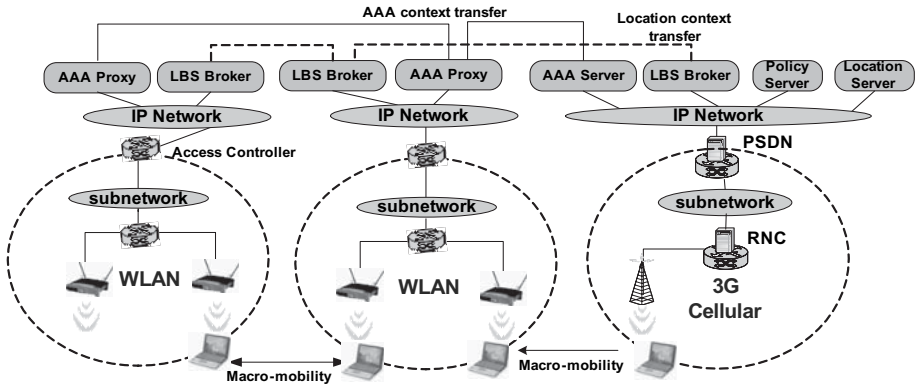 AAA context transfer
Location context
transfer
AAA Proxy
LBS Broker
LBS Broker
AAA Proxy
AAA Server
LBS Broker
Policy
Server
Location
Server
IP Network
IP Network
IP Network
Access Controller
PSDN
subnetwork
subnetwork
subnetwork
RNC
WLAN
WLAN
3G
Cellular
Macro-mobility
Macro-mobility